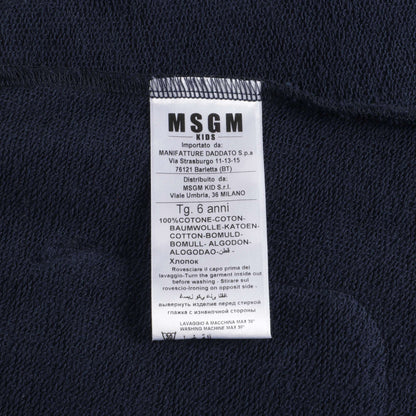 MSGM
KIDS
Importato da:
MANIFATTURE DADDATO S.p.a
Via Strasburgo 11-13-15
76121 Barletta (BT)
Distribuito da:
MSGM KID S.r.l.
Viale Umbria, 36 MILANO
Tg. 6 anni
100%COTONE-COTON-
BAUMWOLLE-KATOEN-
COTTON-BOMULD-
BOMULL- ALGODON-
ALOGODAO- قطن-
Хлопок
Rovesciare il capo prima del
lavaggio-Turn the garment inside out
before washing - Stirare sul
rovescio-Ironing on opposite side -
вывернуть изделие перед стиркой
глажка с изнаночной стороны
LAVAGGIO A MACCHINA MAX 30°
WASHING MACHINE MAX 30°